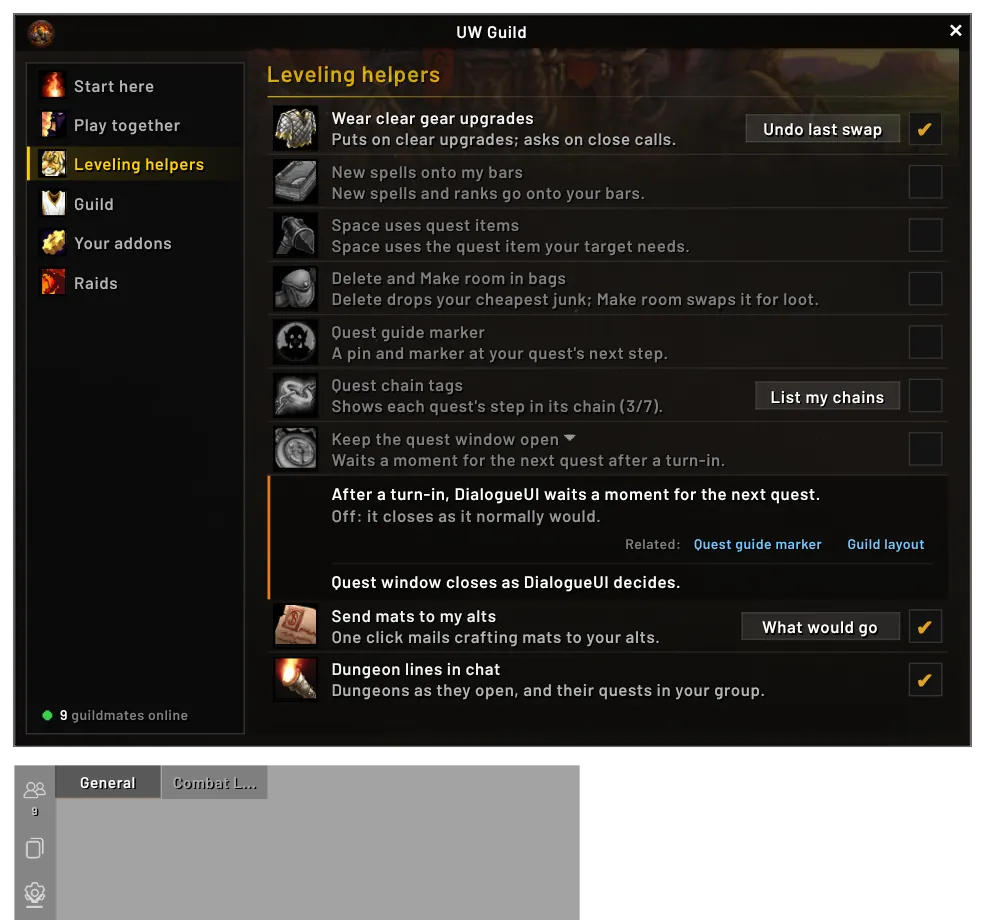 UW Guild
Start here
Play together
Leveling helpers
Guild
Your addons
Raids
9 guildmates online
Leveling helpers
Wear clear gear upgrades
Puts on clear upgrades; asks on close calls.
Undo last swap
New spells onto my bars
New spells and ranks go onto your bars.
Space uses quest items
Space uses the quest item your target needs.
Delete and Make room in bags
Delete drops your cheapest junk; Make room swaps it for loot.
Quest guide marker
A pin and marker at your quest's next step.
Quest chain tags
Shows each quest's step in its chain (3/7).
List my chains
Keep the quest window open
Waits a moment for the next quest after a turn-in.
After a turn-in, DialogueUI waits a moment for the next quest.
Off: it closes as it normally would.
Related: Quest guide marker Guild layout
Quest window closes as DialogueUI decides.
Send mats to my alts
One click mails crafting mats to your alts.
What would go
Dungeon lines in chat
Dungeons as they open, and their quests in your group.
General
Combat L...
9